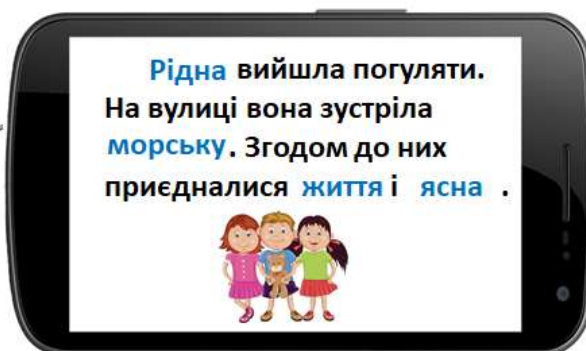 Рідна вийшла погуляти.
На вулиці вона зустріла
морську. Згодом до них
приєдналися життя і ясна .